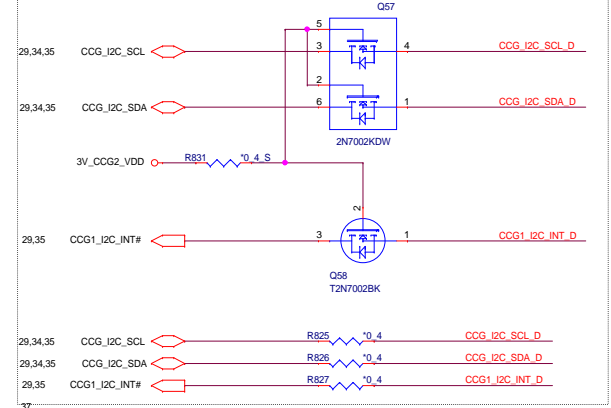 Q57
5
29,34,35 CCG_I2C_SCL 3 4 CCG_I2C_SCL_D
2
29,34,35 CCG_I2C_SDA 6 1 CCG_I2C_SDA_D
2N7002KDW
3V_CCG2_VDD R831 *0_4_S
2
29,35 CCG1_I2C_INT# 3 1 CCG1_I2C_INT_D
Q58
T2N7002BK
29,34,35 CCG_I2C_SCL R825 *0_4 CCG_I2C_SCL_D
29,34,35 CCG_I2C_SDA R826 *0_4 CCG_I2C_SDA_D
29,35 CCG1_I2C_INT# R827 *0_4 CCG1_I2C_INT_D
37